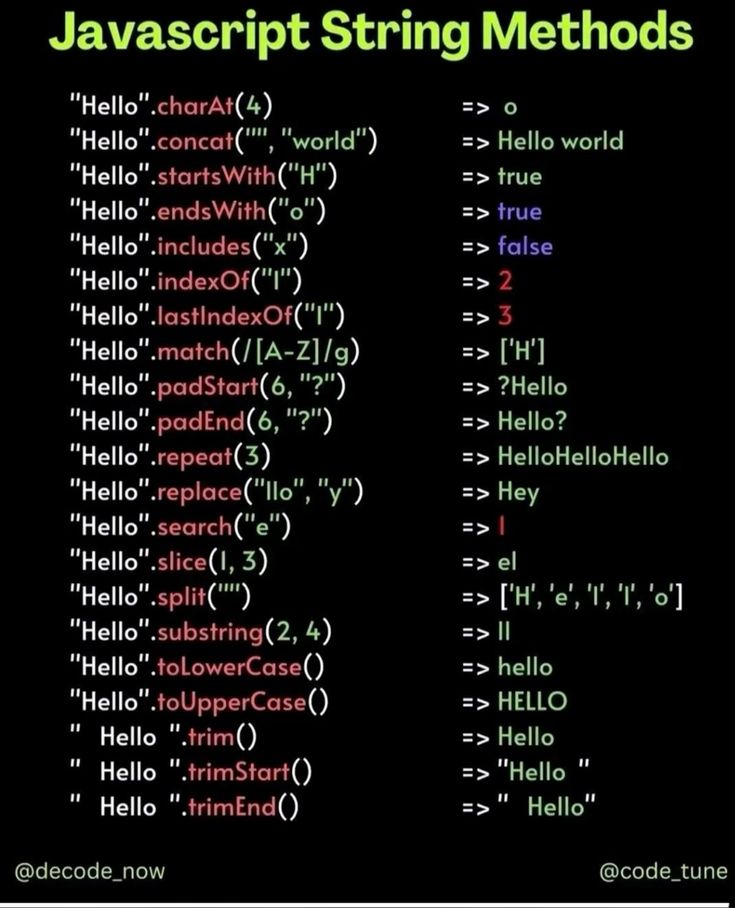 Javascript String Methods
"Hello".charAt(4) => o
"Hello".concat("", "world") => Hello world
"Hello".startsWith("H") => true
"Hello".endsWith("o") => true
"Hello".includes("x") => false
"Hello".indexOf("l") => 2
"Hello".lastIndexOf("l") => 3
"Hello".match(/[A-Z]/g) => ['H']
"Hello".padStart(6, "?") => ?Hello
"Hello".padEnd(6, "?") => Hello?
"Hello".repeat(3) => HelloHelloHello
"Hello".replace("llo", "y") => Hey
"Hello".search("e") => 1
"Hello".slice(1, 3) => el
"Hello".split("") => ['H', 'e', 'l', 'l', 'o']
"Hello".substring(2, 4) => ll
"Hello".toLowerCase() => hello
"Hello".toUpperCase() => HELLO
"  Hello ".trim() => Hello
"  Hello ".trimStart() => "Hello "
"  Hello ".trimEnd() => "  Hello"
@decode_now @code_tune